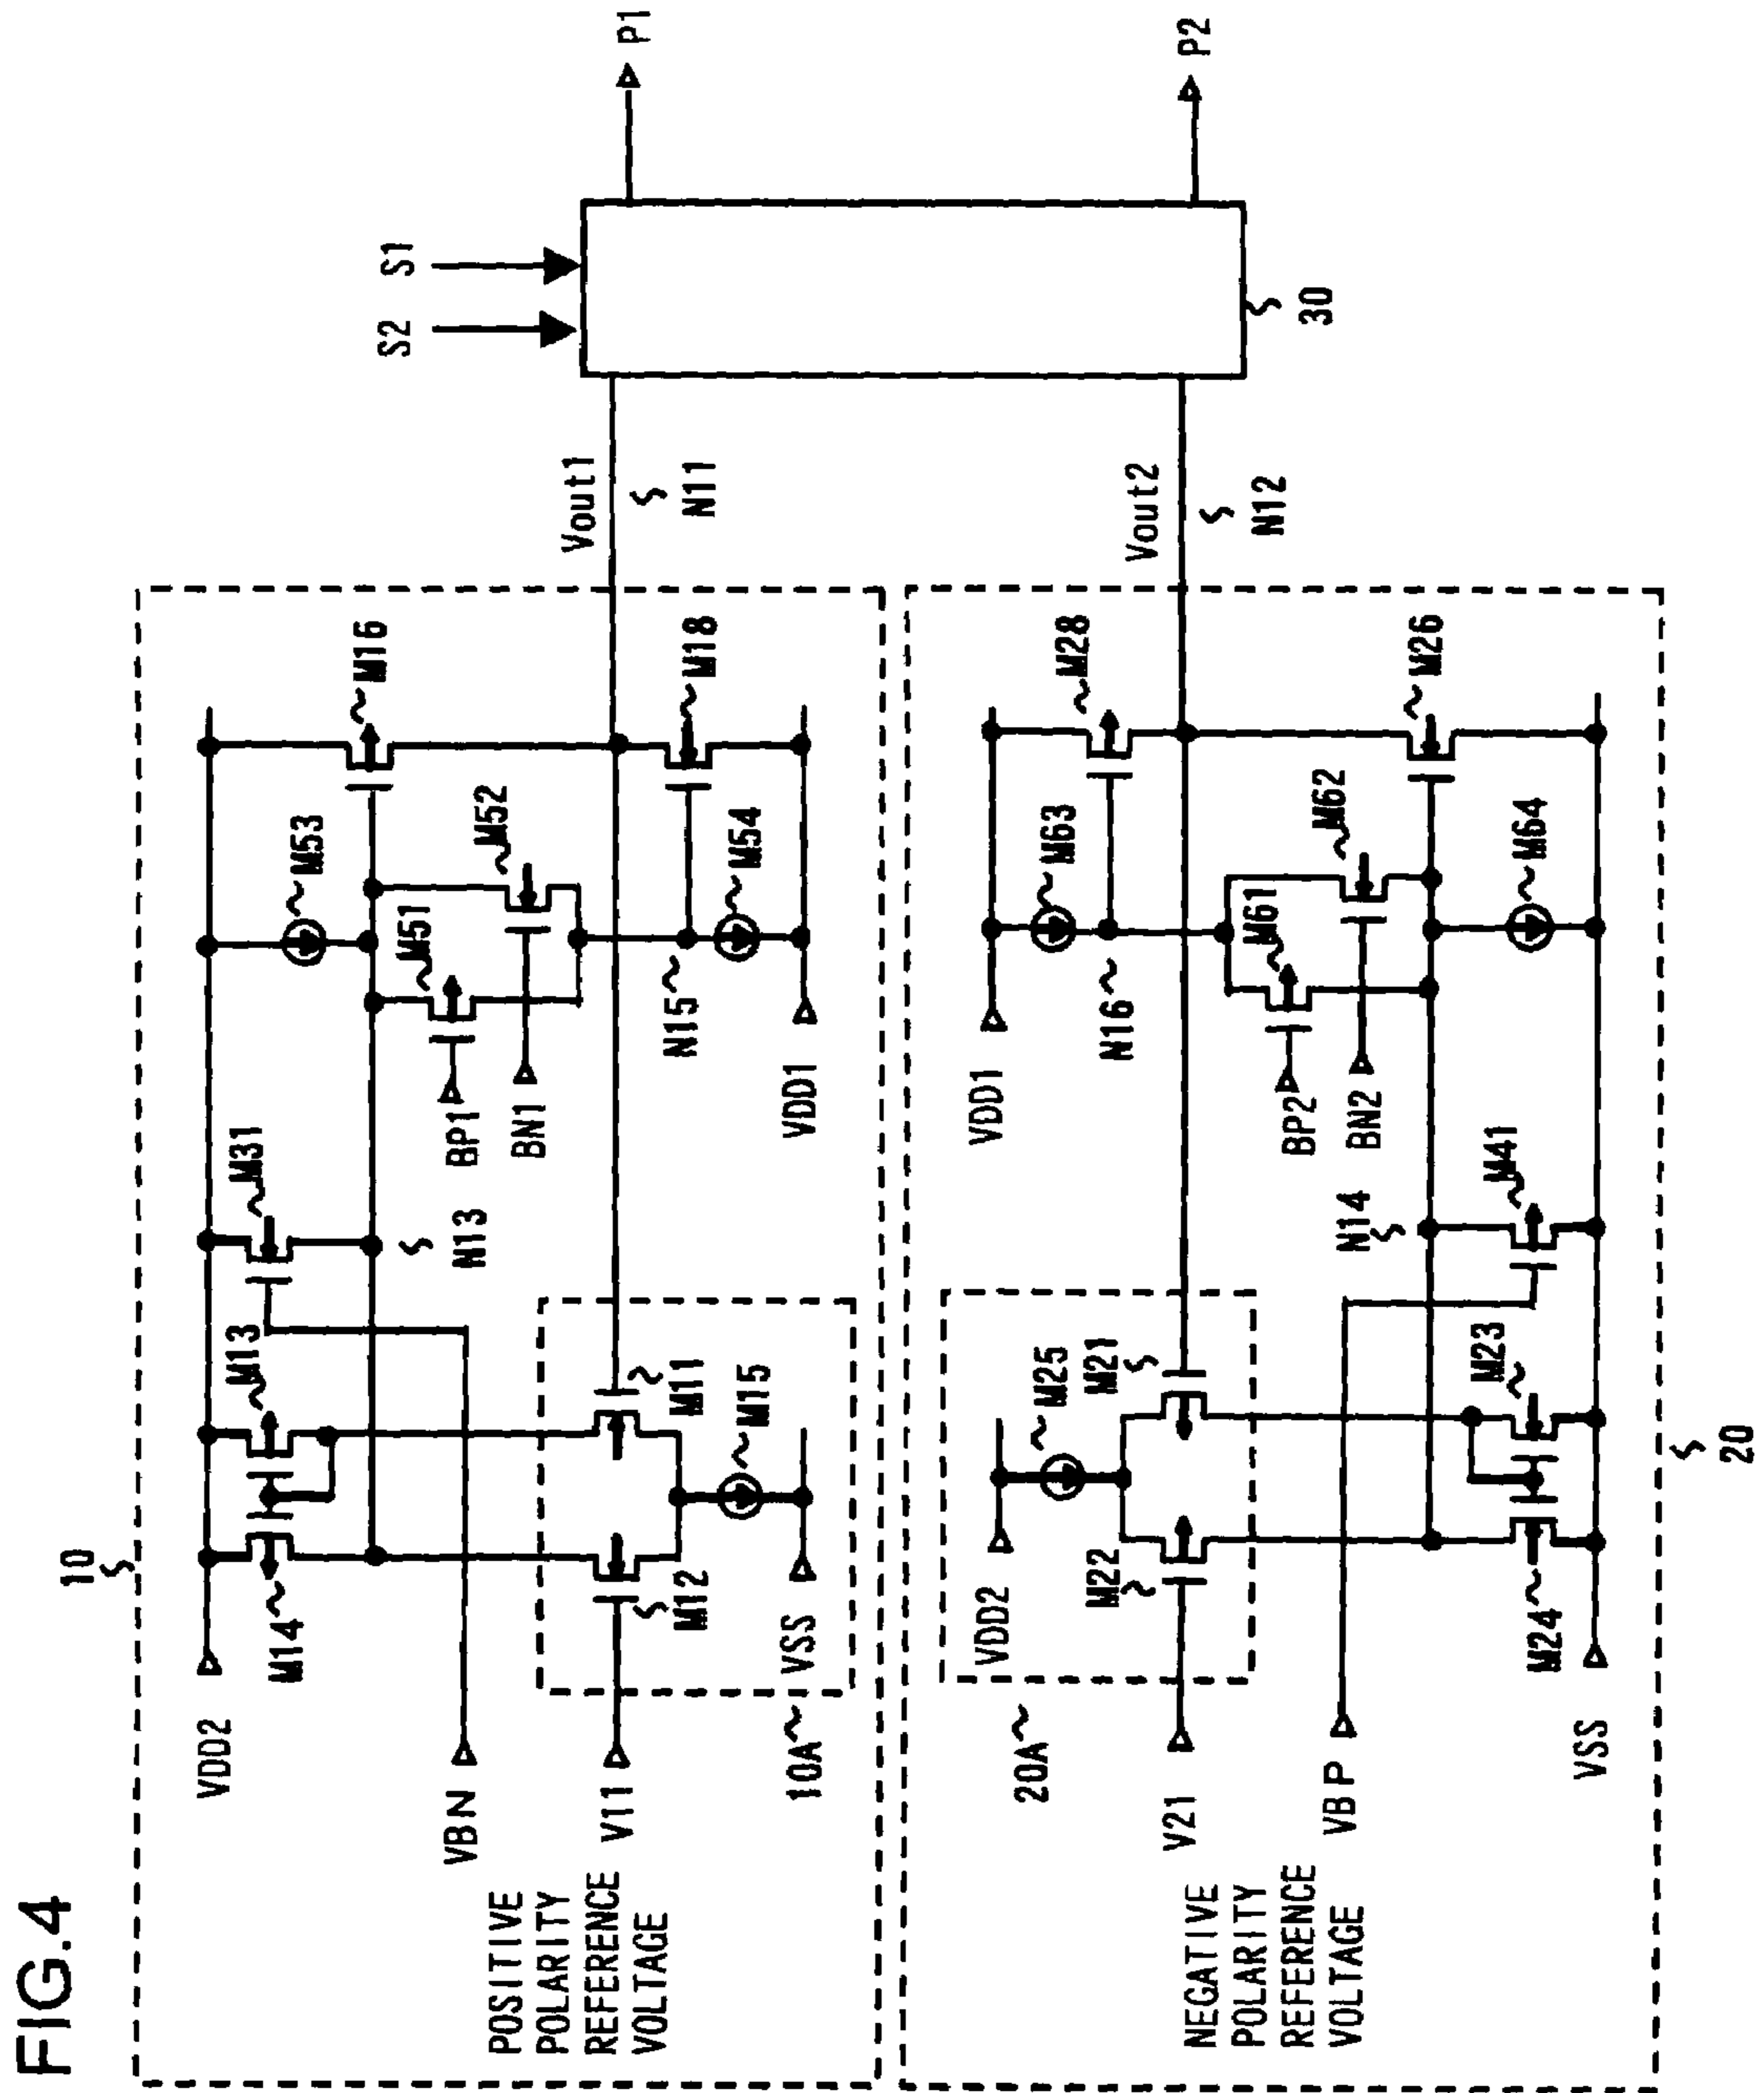 FIG.4
10
VDD2
M14
M13
M31
M53
M16
N13
M51
M52
BP1
BN1
VBN
V11
POSITIVE
POLARITY
REFERENCE
VOLTAGE
M12
M11
M15
VSS
10A
N15
M54
M18
VDD1
Vout1
N11
S2
S1
P1
30
P2
Vout2
N12
VDD2
M25
M22
M21
20A
V21
NEGATIVE
POLARITY
REFERENCE
VOLTAGE
VBP
VDD1
M63
M28
N16
M61
M62
BP2
BN2
N14
M41
M64
M26
M24
M23
VSS
20